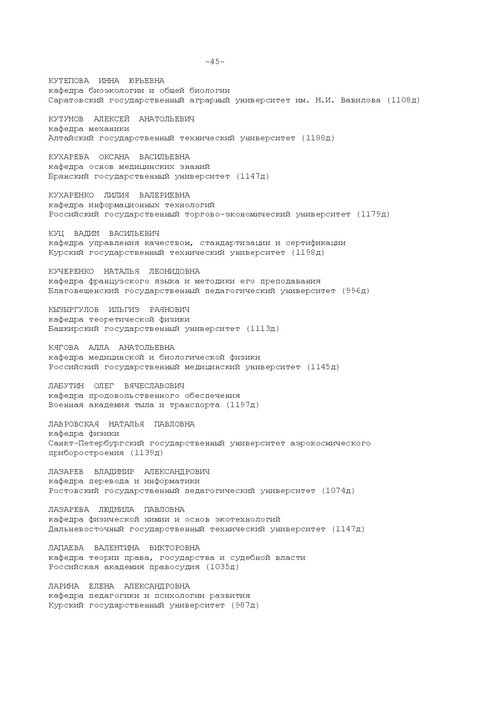 -45-
КУТЕПОВА ИННА ЮРЬЕВНА
кафедра биоэкологии и общей биологии
Саратовский государственный аграрный университет им. Н.И. Вавилова (1108д)
КУТУМОВ АЛЕКСЕЙ АНАТОЛЬЕВИЧ
кафедра механики
Алтайский государственный технический университет (1188д)
КУХАРЕВА ОКСАНА ВАСИЛЬЕВНА
кафедра основ медицинских знаний
Брянский государственный университет (1147д)
КУХАРЕНКО ЛИЛИЯ ВАЛЕРИЕВНА
кафедра информационных технологий
Российский государственный торгово-экономический университет (1179д)
КУЦ ВАДИМ ВАСИЛЬЕВИЧ
кафедра управления качеством, стандартизации и сертификации
Курский государственный технический университет (1198д)
КУЧЕРЕНКО НАТАЛЬЯ ЛЕОНИДОВНА
кафедра французского языка и методики его преподавания
Благовещенский государственный педагогический университет (996д)
КЫЗЫРГУЛОВ ИЛЬГИЗ РАЯНОВИЧ
кафедра теоретической физики
Башкирский государственный университет (1113д)
КЯГОВА АЛЛА АНАТОЛЬЕВНА
кафедра медицинской и биологической физики
Российский государственный медицинский университет (1145д)
ЛАБУТИН ОЛЕГ ВЯЧЕСЛАВОВИЧ
кафедра продовольственного обеспечения
Военная академия тыла и транспорта (1197д)
ЛАВРОВСКАЯ НАТАЛЬЯ ПАВЛОВНА
кафедра физики
Санкт-Петербургский государственный университет аэрокосмического
приборостроения (1139д)
ЛАЗАРЕВ ВЛАДИМИР АЛЕКСАНДРОВИЧ
кафедра перевода и информатики
Ростовский государственный педагогический университет (1074д)
ЛАЗАРЕВА ЛЮДМИЛА ПАВЛОВНА
кафедра физической химии и основ экотехнологий
Дальневосточный государственный технический университет (1147д)
ЛАПАЕВА ВАЛЕНТИНА ВИКТОРОВНА
кафедра теории права, государства и судебной власти
Российская академия правосудия (1035д)
ЛАРИНА ЕЛЕНА АЛЕКСАНДРОВНА
кафедра педагогики и психологии развития
Курский государственный университет (987д)